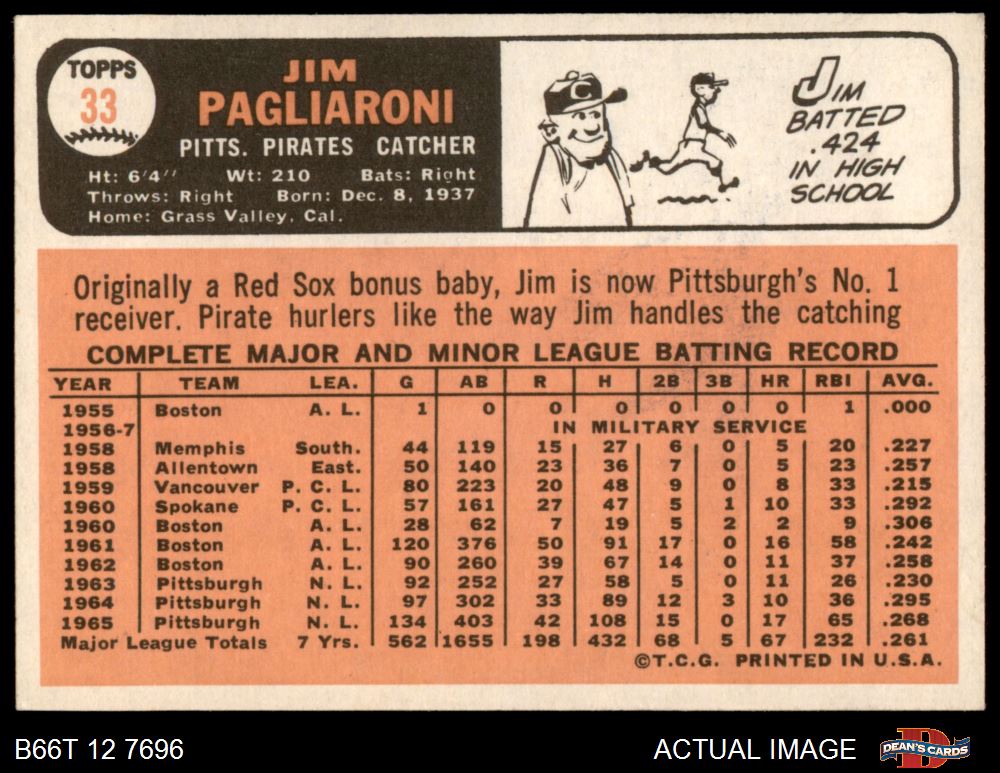 TOPPS
33
JIM
PAGLIARONI
PITTS. PIRATES CATCHER
Ht: 6'4" Wt: 210 Bats: Right
Throws: Right Born: Dec. 8, 1937
Home: Grass Valley, Cal.
C
JIM
BATTED
.424
IN HIGH
SCHOOL
Originally a Red Sox bonus baby, Jim is now Pittsburgh's No. 1
receiver. Pirate hurlers like the way Jim handles the catching
COMPLETE MAJOR AND MINOR LEAGUE BATTING RECORD
YEAR TEAM LEA. G AB R H 2B 3B HR RBI AVG.
1955 Boston A. L. 1 0 0 0 0 0 0 1 .000
1956-7 IN MILITARY SERVICE
1958 Memphis South. 44 119 15 27 6 0 5 20 .227
1958 Allentown East. 50 140 23 36 7 0 5 23 .257
1959 Vancouver P. C. L. 80 223 20 48 9 0 8 33 .215
1960 Spokane P. C. L. 57 161 27 47 5 1 10 33 .292
1960 Boston A. L. 28 62 7 19 5 2 2 9 .306
1961 Boston A. L. 120 376 50 91 17 0 16 58 .242
1962 Boston A. L. 90 260 39 67 14 0 11 37 .258
1963 Pittsburgh N. L. 92 252 27 58 5 0 11 26 .230
1964 Pittsburgh N. L. 97 302 33 89 12 3 10 36 .295
1965 Pittsburgh N. L. 134 403 42 108 15 0 17 65 .268
Major League Totals 7 Yrs. 562 1655 198 432 68 5 67 232 .261
©T.C.G. PRINTED IN U.S.A.
B66T 12 7696
ACTUAL IMAGE
D
DEAN'S CARDS